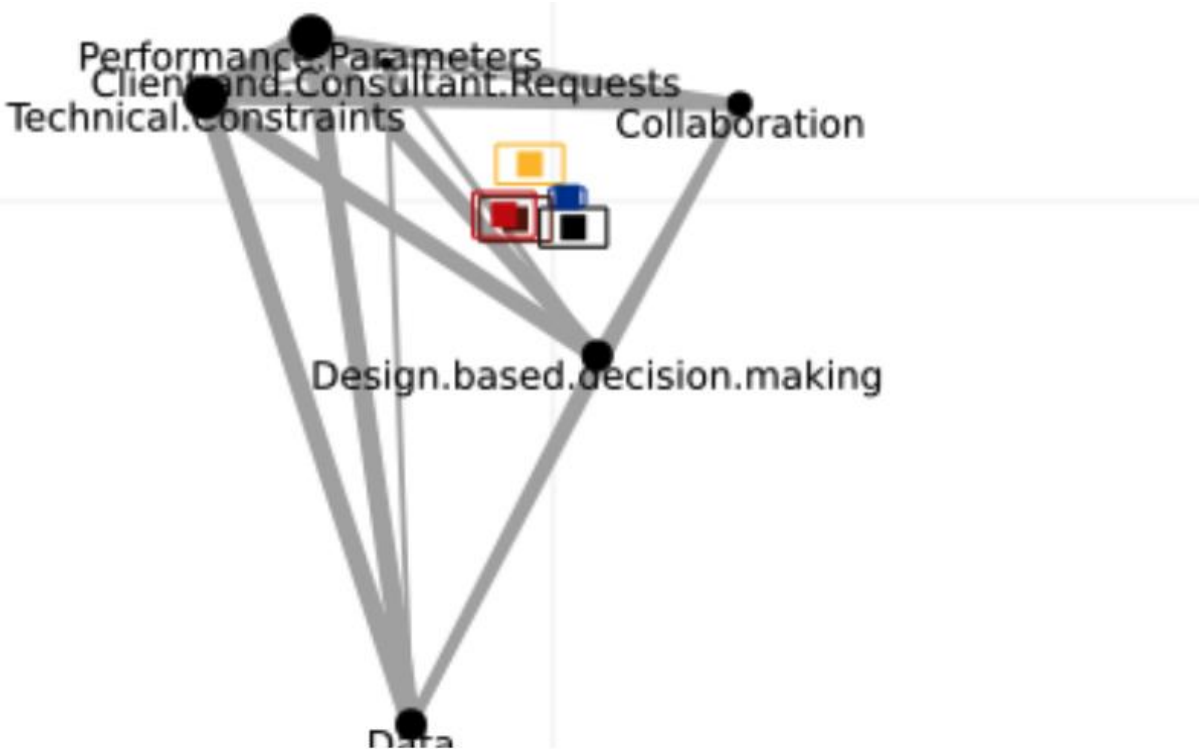 Performance.Parameters
Client.and.Consultant.Requests
Technical.Constraints
Collaboration
Design.based.decision.making
Data